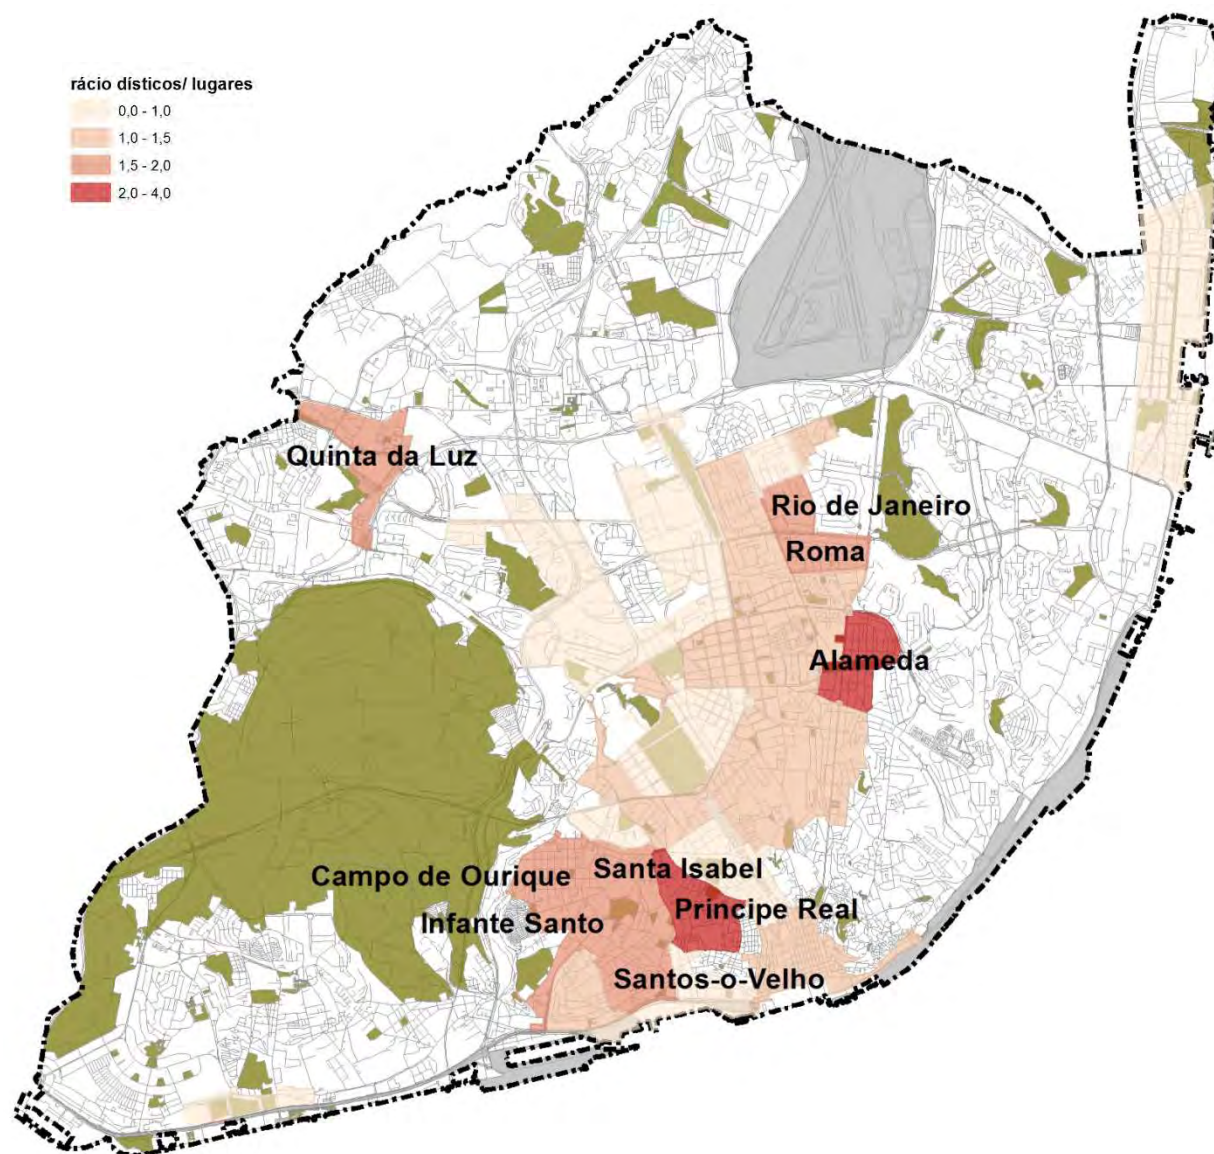 rácio dísticos/ lugares
0,0 - 1,0
1,0 - 1,5
1,5 - 2,0
2,0 - 4,0
Quinta da Luz
Rio de Janeiro
Roma
Alameda
Santa Isabel
Campo de Ourique
Principe Real
Infante Santo
Santos-o-Velho